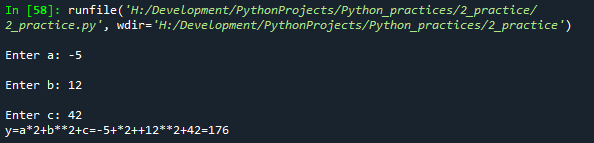 In [58]: runfile('H:/Development/PythonProjects/Python_practices/2_practice/
2_practice.py', wdir='H:/Development/PythonProjects/Python_practices/2_practice')
Enter a: -5
Enter b: 12
Enter c: 42
y=a*2+b**2+c=-5+*2++12**2+42=176